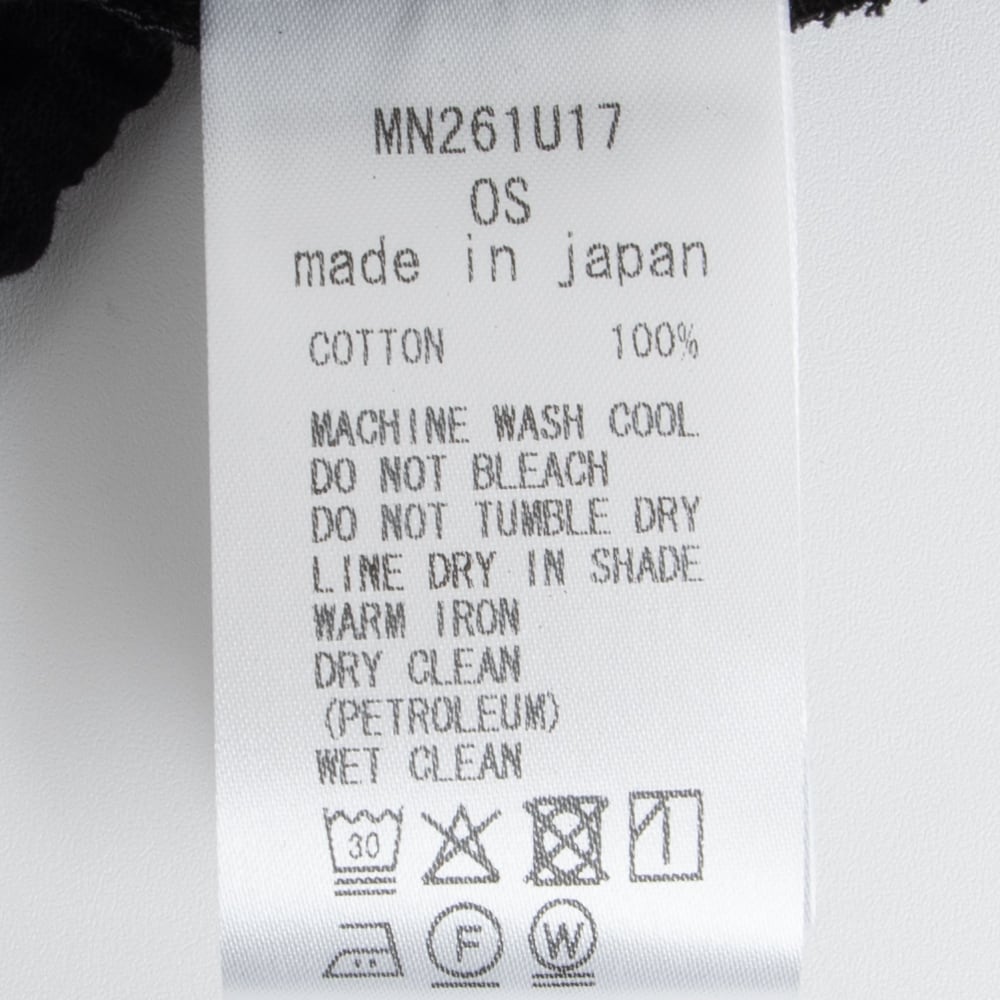 MN261U17
OS
made in japan
COTTON 100%
MACHINE WASH COOL
DO NOT BLEACH
DO NOT TUMBLE DRY
LINE DRY IN SHADE
WARM IRON
DRY CLEAN
(PETROLEUM)
WET CLEAN
30
F W